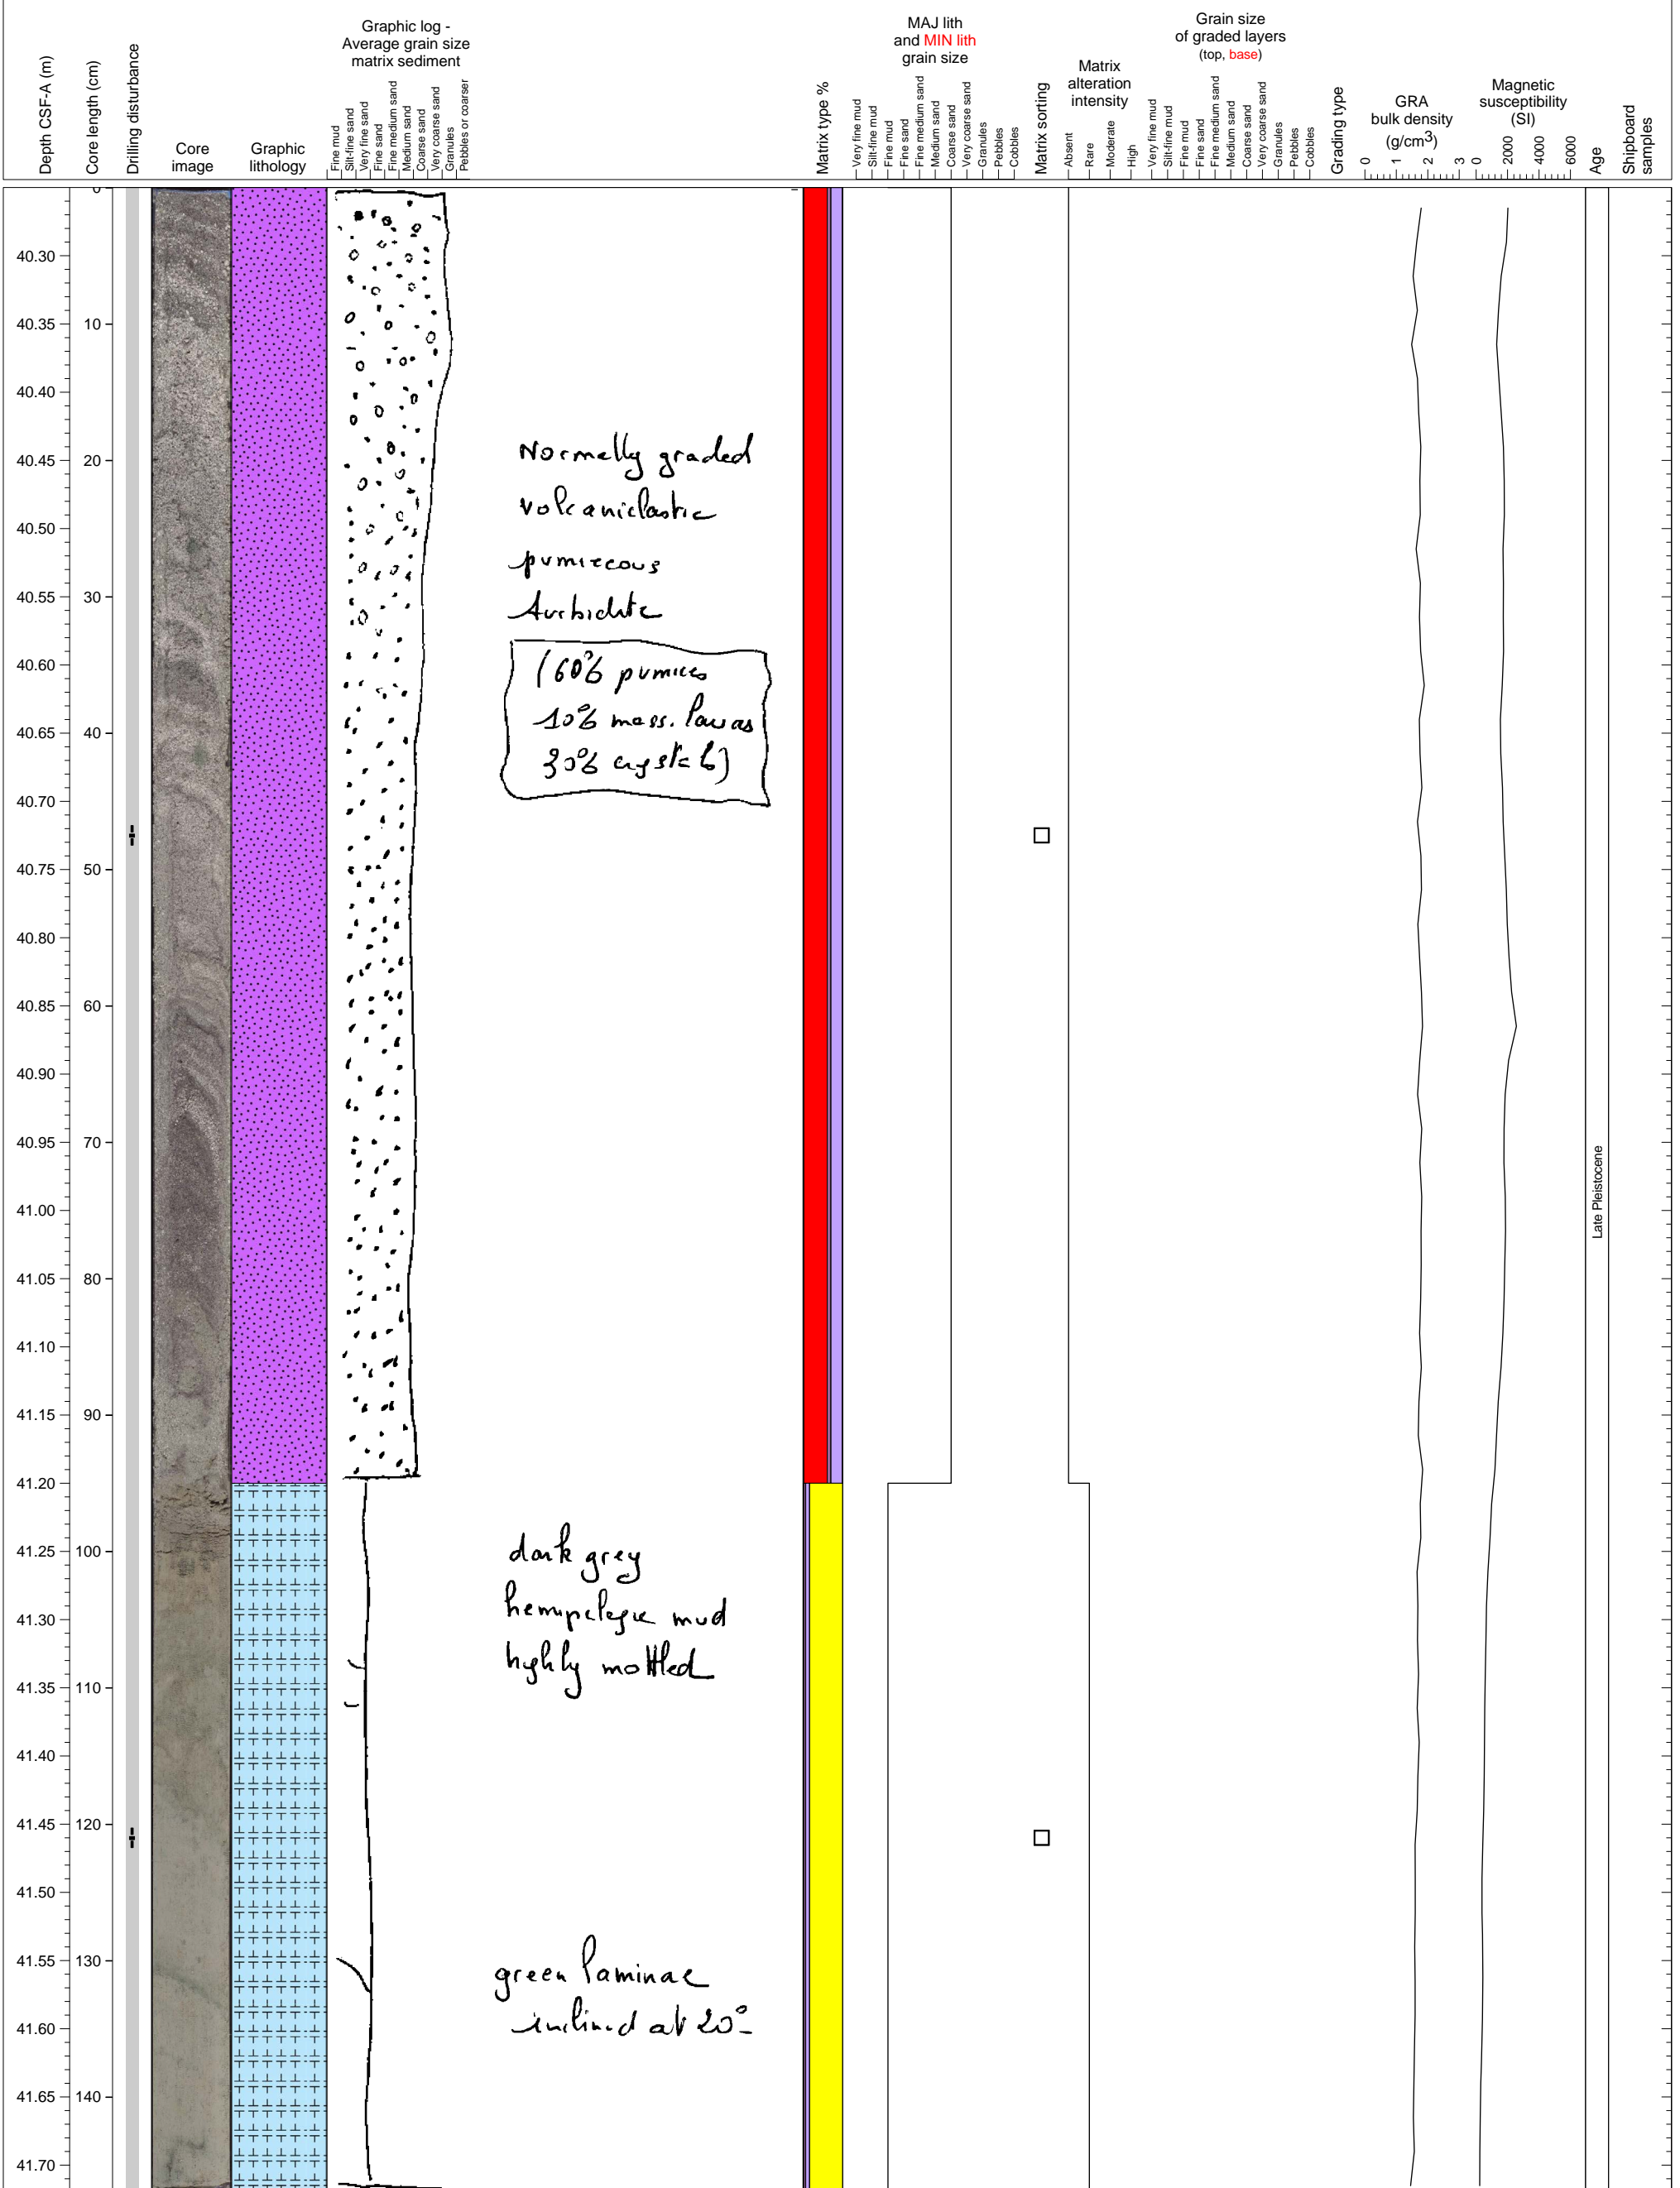 Depth CSF-A (m)
Core length (cm)
Drilling disturbance
Core
image
Graphic
lithology
Graphic log -
Average grain size
matrix sediment
Fine mud
Silt-fine sand
Very fine sand
Fine sand
Fine medium sand
Medium sand
Coarse sand
Very coarse sand
Granules
Pebbles or coarser
Matrix type %
MAJ lith
and MIN lith
grain size
Very fine mud
Silt-fine mud
Fine mud
Fine sand
Fine medium sand
Medium sand
Coarse sand
Very coarse sand
Granules
Pebbles
Cobbles
Matrix sorting
Matrix
alteration
intensity
Absent
Rare
Moderate
High
Grain size
of graded layers
(top, base)
Very fine mud
Silt-fine mud
Fine mud
Fine sand
Fine medium sand
Medium sand
Coarse sand
Very coarse sand
Granules
Pebbles
Cobbles
Grading type
GRA
bulk density
(g/cm3)
0 1 2 3
Magnetic
susceptibility
(SI)
0 2000 4000 6000
Age
Shipboard
samples
0
40.30
40.35 10
40.40
40.45 20
40.50
40.55 30
40.60
40.65 40
40.70
40.75 50
40.80
40.85 60
40.90
40.95 70
41.00
41.05 80
41.10
41.15 90
41.20
41.25 100
41.30
41.35 110
41.40
41.45 120
41.50
41.55 130
41.60
41.65 140
41.70
Normally graded
volcaniclastic
pumiceous
turbidite
(60% pumices
10% mass. lavas
30% crystals)
dark grey
hemipelagic mud
highly mottled
green laminae
inclined at 20°
Late Pleistocene